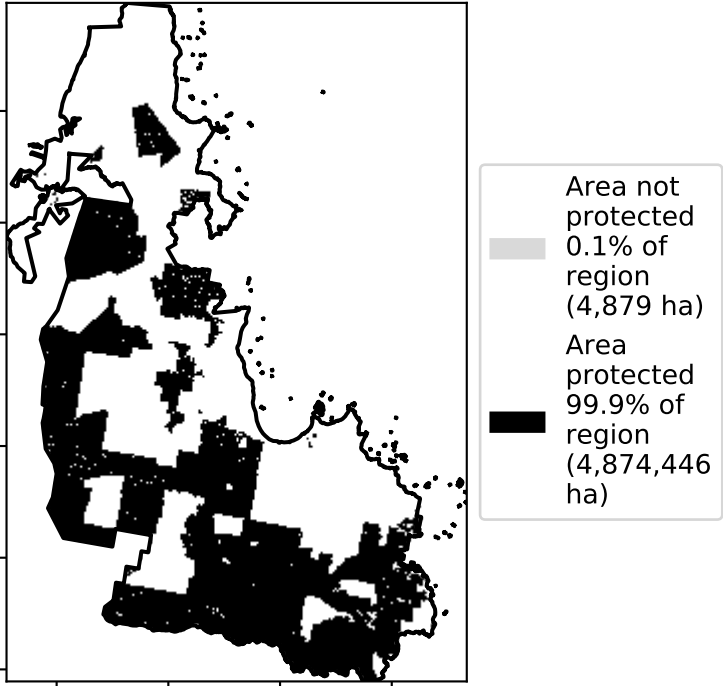 Area not
protected
0.1% of
region
(4,879 ha)
Area
protected
99.9% of
region
(4,874,446
ha)